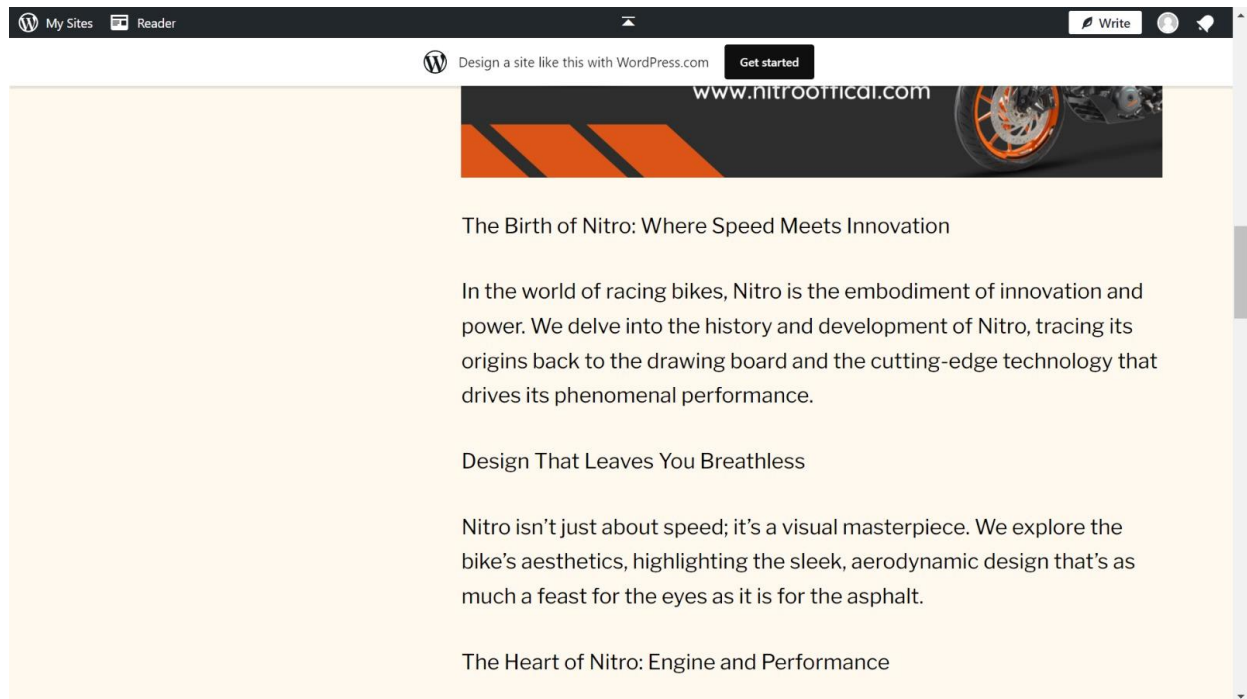 My Sites Reader Write
Design a site like this with WordPress.com Get started
www.nitrooffical.com
The Birth of Nitro: Where Speed Meets Innovation
In the world of racing bikes, Nitro is the embodiment of innovation and
power. We delve into the history and development of Nitro, tracing its
origins back to the drawing board and the cutting-edge technology that
drives its phenomenal performance.
Design That Leaves You Breathless
Nitro isn’t just about speed; it’s a visual masterpiece. We explore the
bike’s aesthetics, highlighting the sleek, aerodynamic design that’s as
much a feast for the eyes as it is for the asphalt.
The Heart of Nitro: Engine and Performance